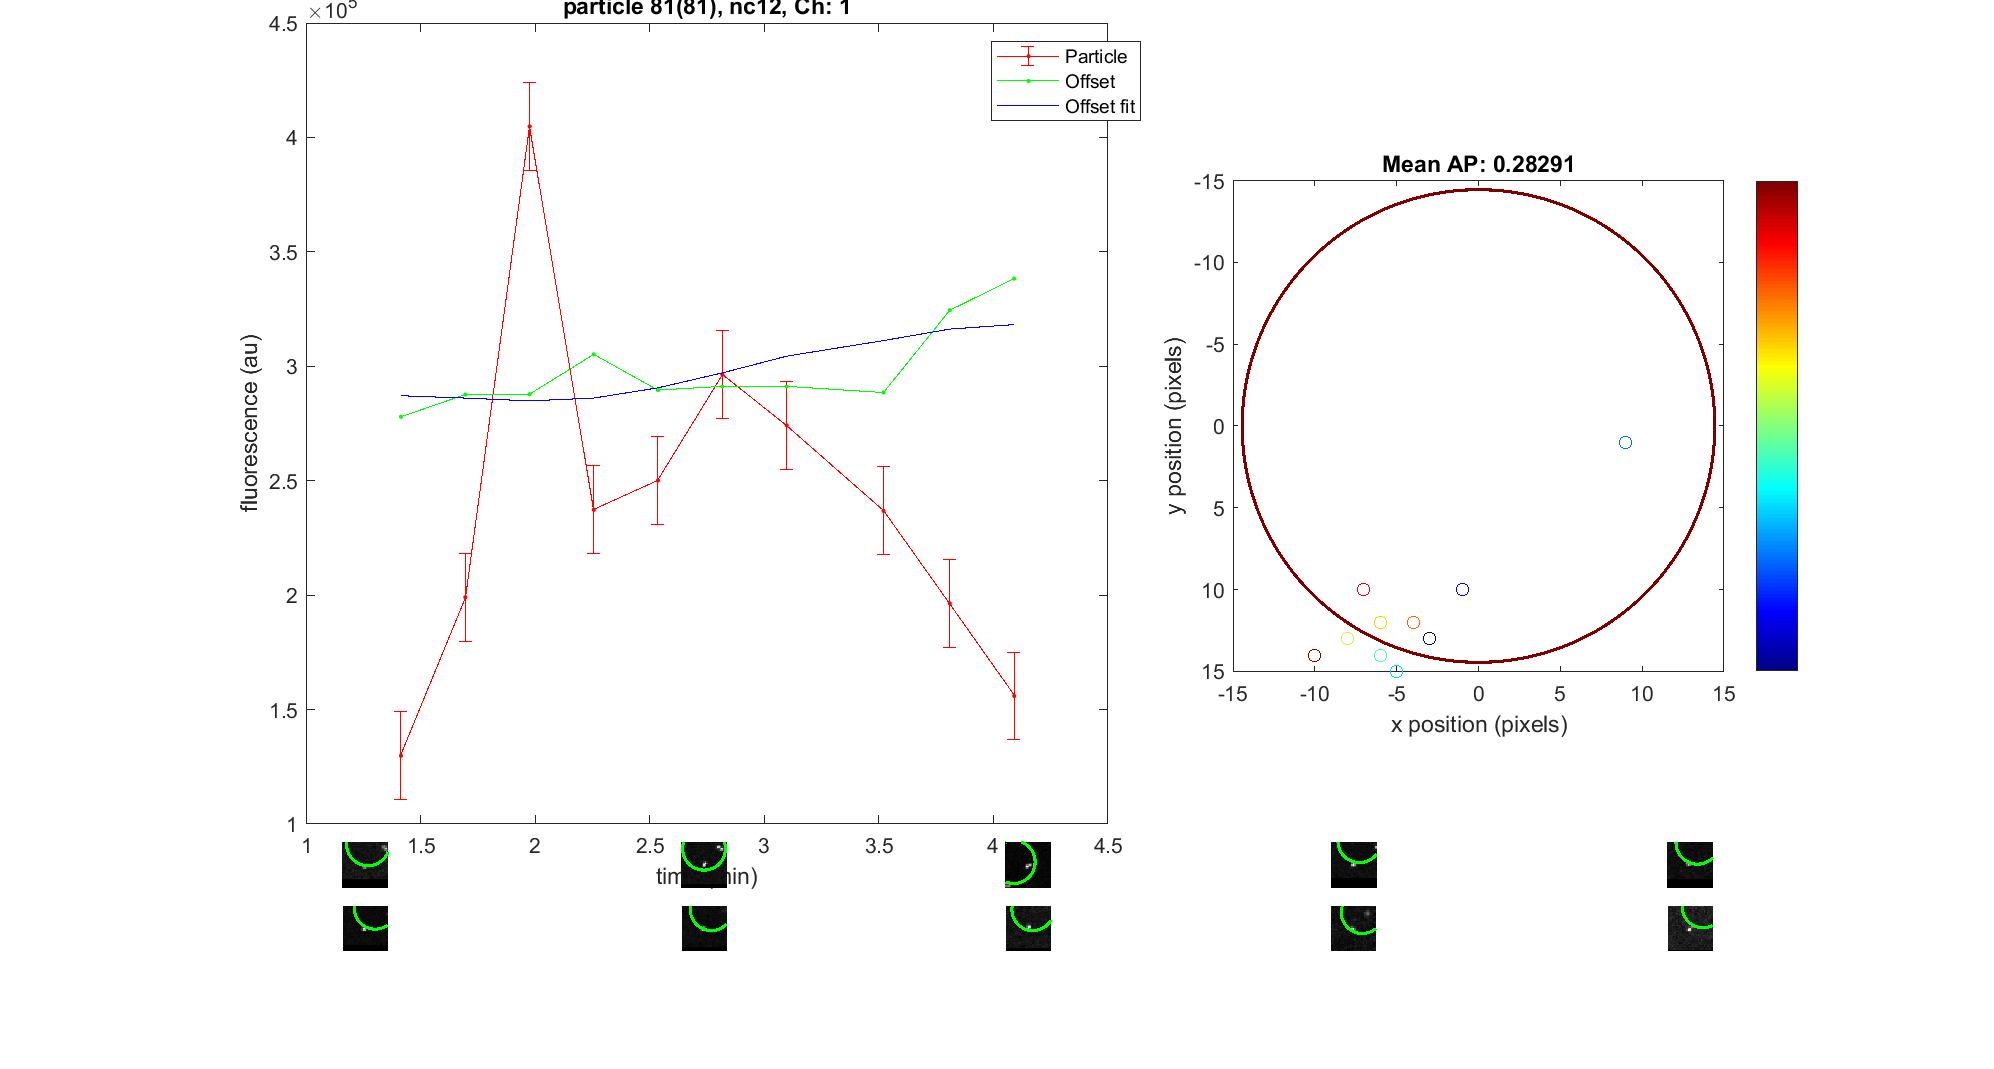 ×10⁵
particle 81(81), nc12, Ch: 1
4.5
4
3.5
3
2.5
2
1.5
1
fluorescence (au)
1 1.5 2 2.5 3 3.5 4 4.5
Particle
Offset
Offset fit
Mean AP: 0.28291
-15
-10
-5
0
5
10
15
y position (pixels)
-15 -10 -5 0 5 10 15
x position (pixels)